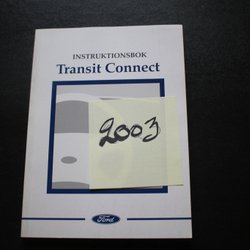 INSTRUKTIONSBOK
Transit Connect
2003
Ford